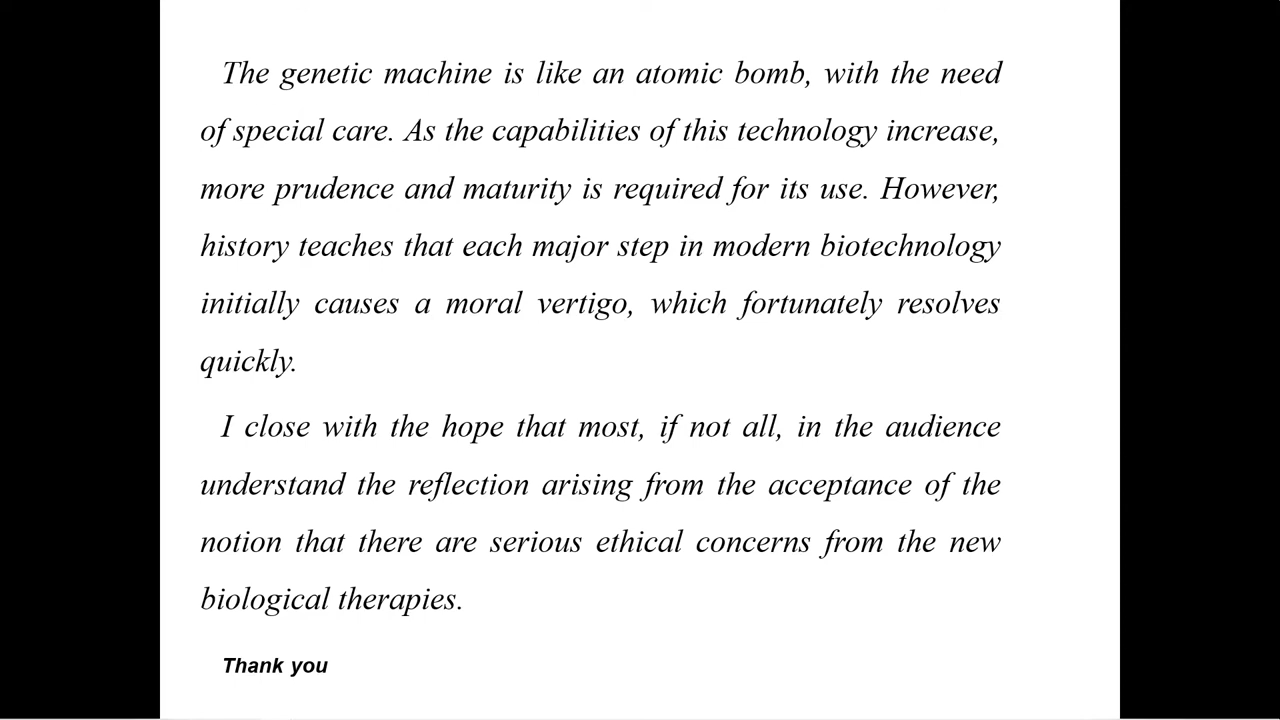 The genetic machine is like an atomic bomb, with the need
of special care. As the capabilities of this technology increase,
more prudence and maturity is required for its use. However,
history teaches that each major step in modern biotechnology
initially causes a moral vertigo, which fortunately resolves
quickly.
I close with the hope that most, if not all, in the audience
understand the reflection arising from the acceptance of the
notion that there are serious ethical concerns from the new
biological therapies.
Thank you